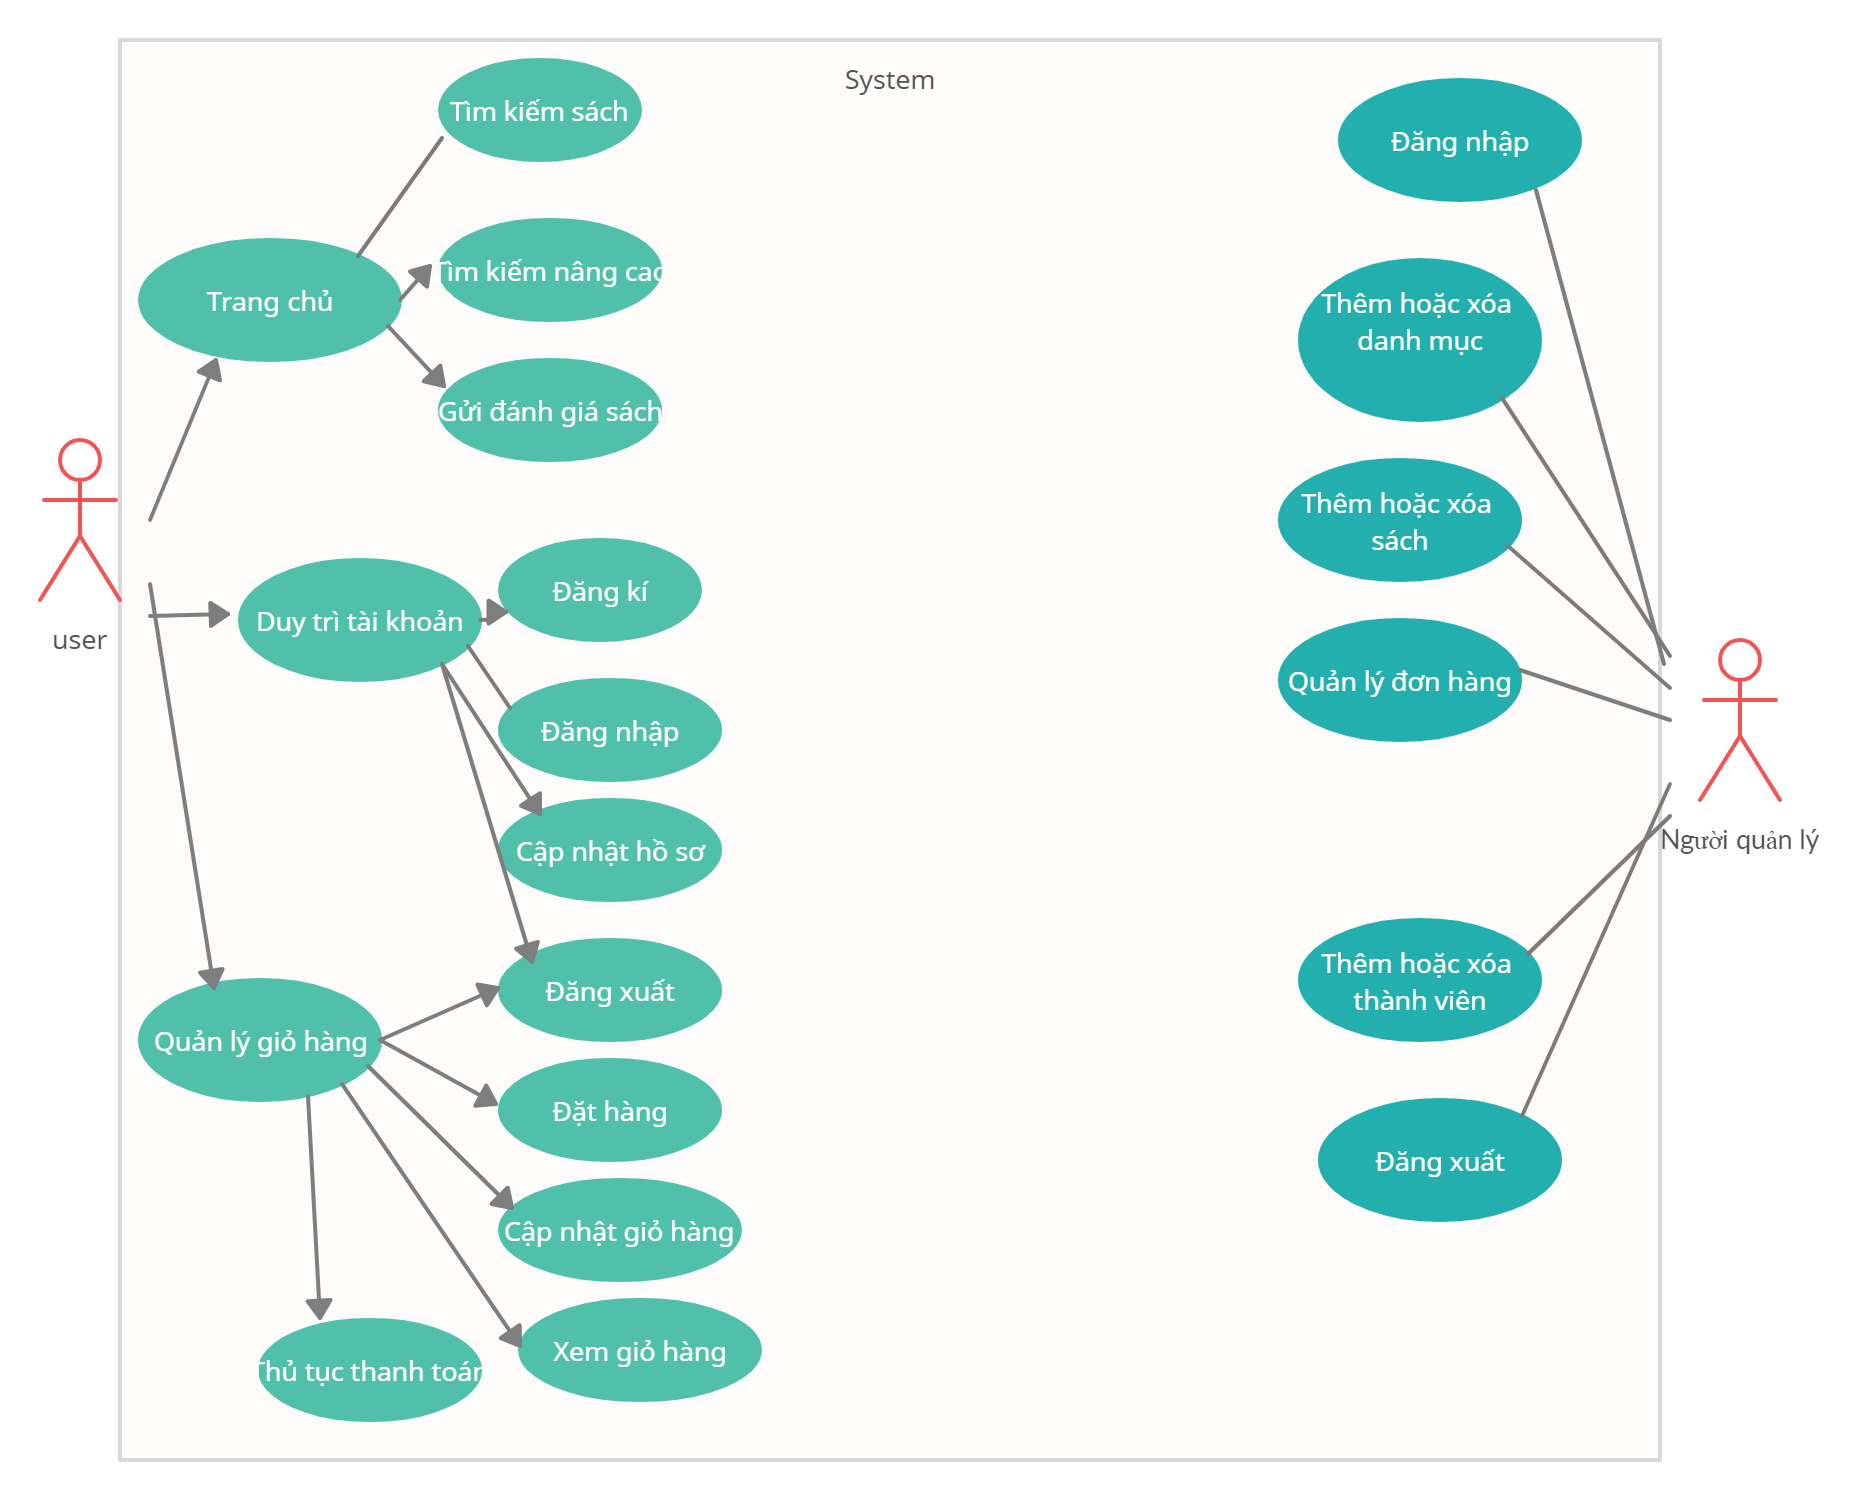 System
Tìm kiếm sách
Tìm kiếm nâng cao
Trang chủ
Gửi đánh giá sách
user
Duy trì tài khoản
Đăng kí
Đăng nhập
Cập nhật hồ sơ
Đăng xuất
Quản lý giỏ hàng
Đặt hàng
Cập nhật giỏ hàng
Xem giỏ hàng
Thủ tục thanh toán
Đăng nhập
Thêm hoặc xóa
danh mục
Thêm hoặc xóa
sách
Quản lý đơn hàng
Người quản lý
Thêm hoặc xóa
thành viên
Đăng xuất